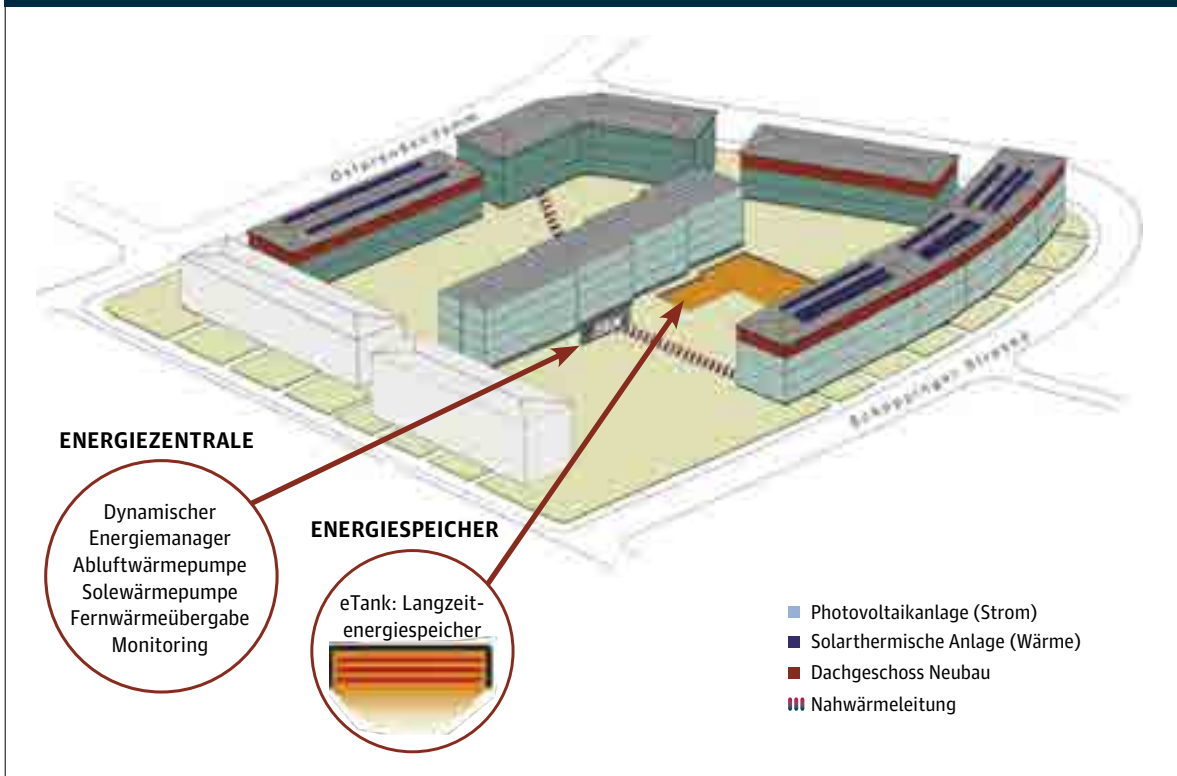 Ostpreußendamm
ENERGIEZENTRALE
Dynamischer
Energiemanager
Abluftwärmepumpe
Solewärmepumpe
Fernwärmeübergabe
Monitoring
ENERGIESPEICHER
eTank: Langzeit-
energiespeicher
Photovoltaikanlage (Strom)
Solarthermische Anlage (Wärme)
Dachgeschoss Neubau
Nahwärmeleitung